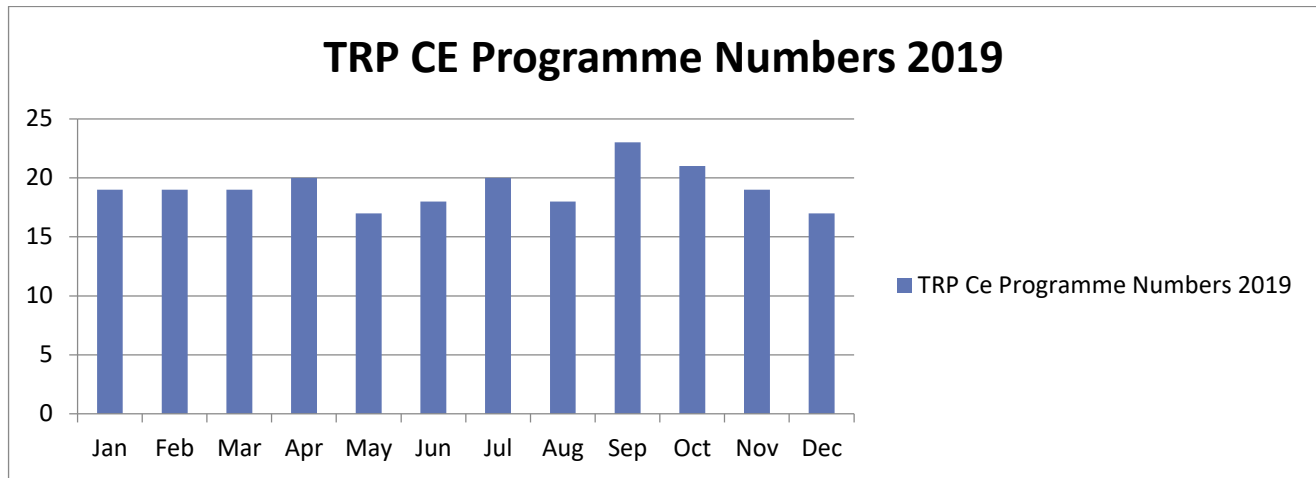 TRP CE Programme Numbers 2019
25
20
15
10
5
0
Jan Feb Mar Apr May Jun Jul Aug Sep Oct Nov Dec
TRP Ce Programme Numbers 2019